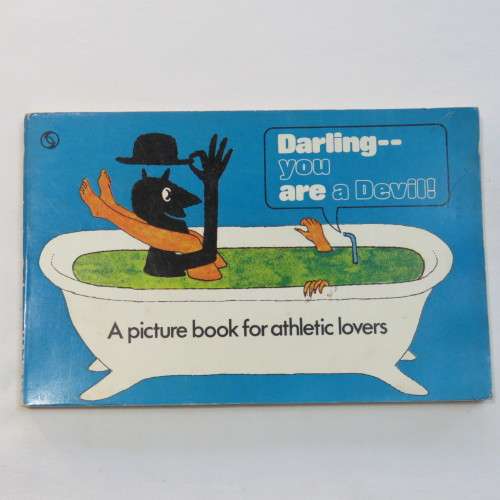 Darling--
you
are a Devil!
A picture book for athletic lovers